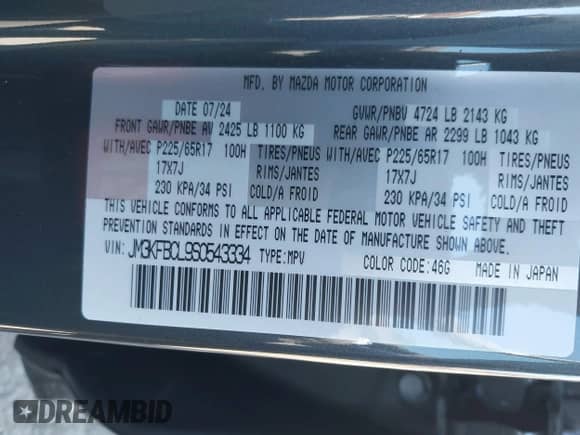 MFD. BY MAZDA MOTOR CORPORATION
DATE 07/24 GVWR/PNBV 4724 LB 2143 KG
FRONT GAWR/PNBE AV 2425 LB 1100 KG REAR GAWR/PNBE AR 2299 LB 1043 KG
WITH/AVEC P225/65R17 100H TIRES/PNEUS WITH/AVEC P225/65R17 100H TIRES/PNEUS
17X7J RIMS/JANTES 17X7J RIMS/JANTES
230 KPA/34 PSI COLD/A FROID 230 KPA/34 PSI COLD/A FROID
THIS VEHICLE CONFORMS TO ALL APPLICABLE FEDERAL MOTOR VEHICLE SAFETY AND THEFT
PREVENTION STANDARDS IN EFFECT ON THE DATE OF MANUFACTURE SHOWN ABOVE.
VIN: JM3KFBCL9S0543334 TYPE:MPV COLOR CODE:46G MADE IN JAPAN
DREAMBID